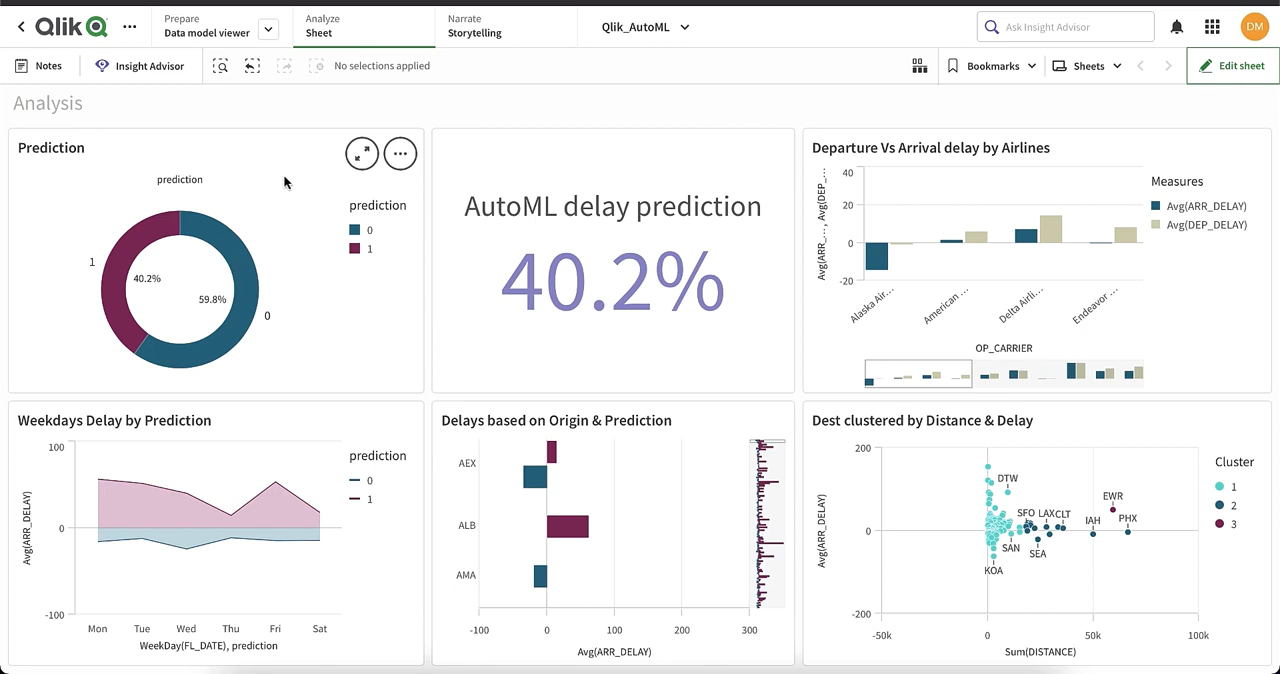 Qlik
Prepare
Data model viewer
Analyze
Sheet
Narrate
Storytelling
Qlik_AutoML
Ask Insight Advisor
DM
Notes
Insight Advisor
No selections applied
Bookmarks
Sheets
Edit sheet
Analysis
Prediction
prediction
1
40.2%
59.8%
0
prediction
0
1
AutoML delay prediction
40.2%
Departure Vs Arrival delay by Airlines
Avg(ARR_..., Avg(DEP_...
40
20
0
-20
Alaska Air...
American ...
Delta Airli...
Endeavor ...
OP_CARRIER
Measures
Avg(ARR_DELAY)
Avg(DEP_DELAY)
Weekdays Delay by Prediction
Avg(ARR_DELAY)
100
0
-100
Mon Tue Wed Thu Fri Sat
WeekDay(FL_DATE), prediction
prediction
0
1
Delays based on Origin & Prediction
AEX
ALB
AMA
-100 0 100 200 300
Avg(ARR_DELAY)
Dest clustered by Distance & Delay
Avg(ARR_DELAY)
200
0
-200
DTW
EWR
SFO LAX CLT
IAH
PHX
SAN
SEA
KOA
-50k 0 50k 100k
Sum(DISTANCE)
Cluster
1
2
3